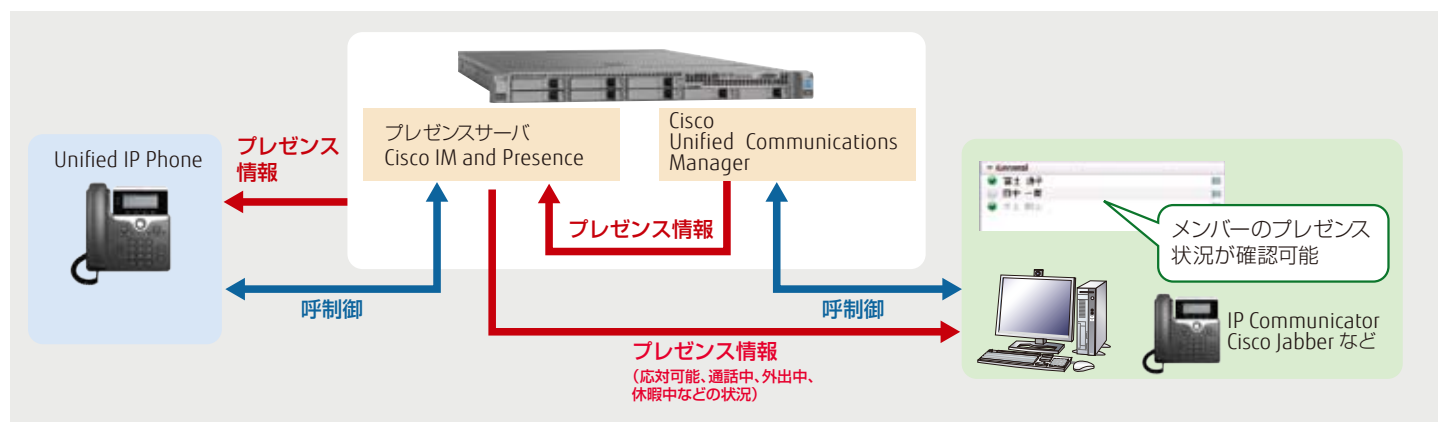 プレゼンスサーバ
Cisco IM and Presence
Cisco
Unified Communications
Manager
Unified IP Phone
プレゼンス
情報
プレゼンス情報
呼制御
呼制御
プレゼンス情報
(応対可能、通話中、外出中、
休暇中などの状況)
General
メンバーのプレゼンス
状況が確認可能
IP Communicator
Cisco Jabber など